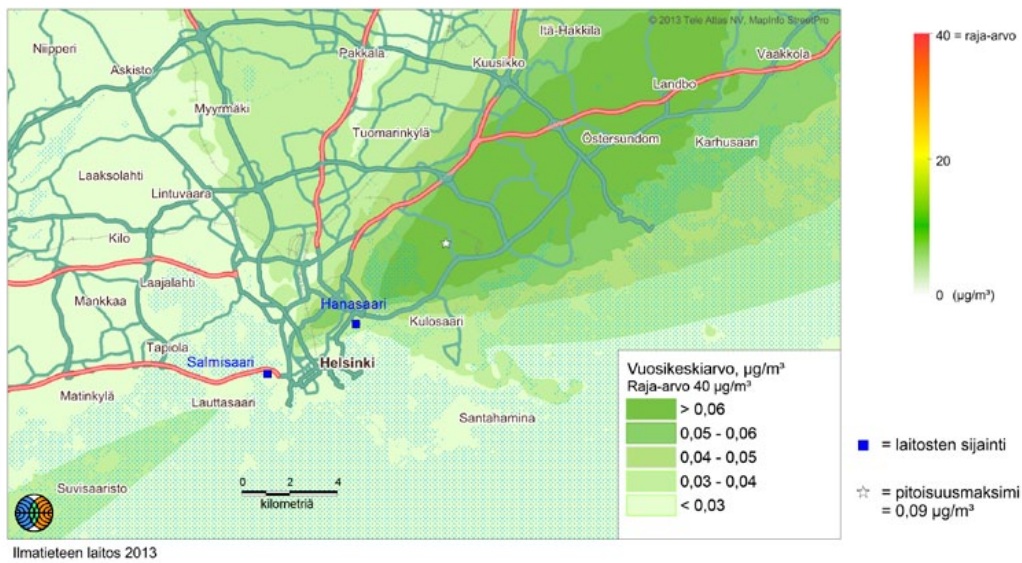 © 2013 Tele Atlas NV, MapInfo StreetPro
Niipperi
Askisto
Myyrmäki
Laaksolahti
Lintuvaara
Kilo
Laajalahti
Mankkaa
Tapiola
Matinkylä
Lauttasaari
Suvisaaristo
Pakkala
Kuusikko
Itä-Hakkila
Tuomarinkylä
Landbo
Vaakkola
Östersundom
Karhusaari
Hanasaari
Kulosaari
Salmisaari
Helsinki
Santahamina
0 2 4
kilometriä
Vuosikeskiarvo, µg/m³
Raja-arvo 40 µg/m³
> 0,06
0,05 - 0,06
0,04 - 0,05
0,03 - 0,04
< 0,03
40 = raja-arvo
20
0 (µg/m³)
= laitosten sijainti
= pitoisuusmaksimi
= 0,09 µg/m³
Ilmatieteen laitos 2013